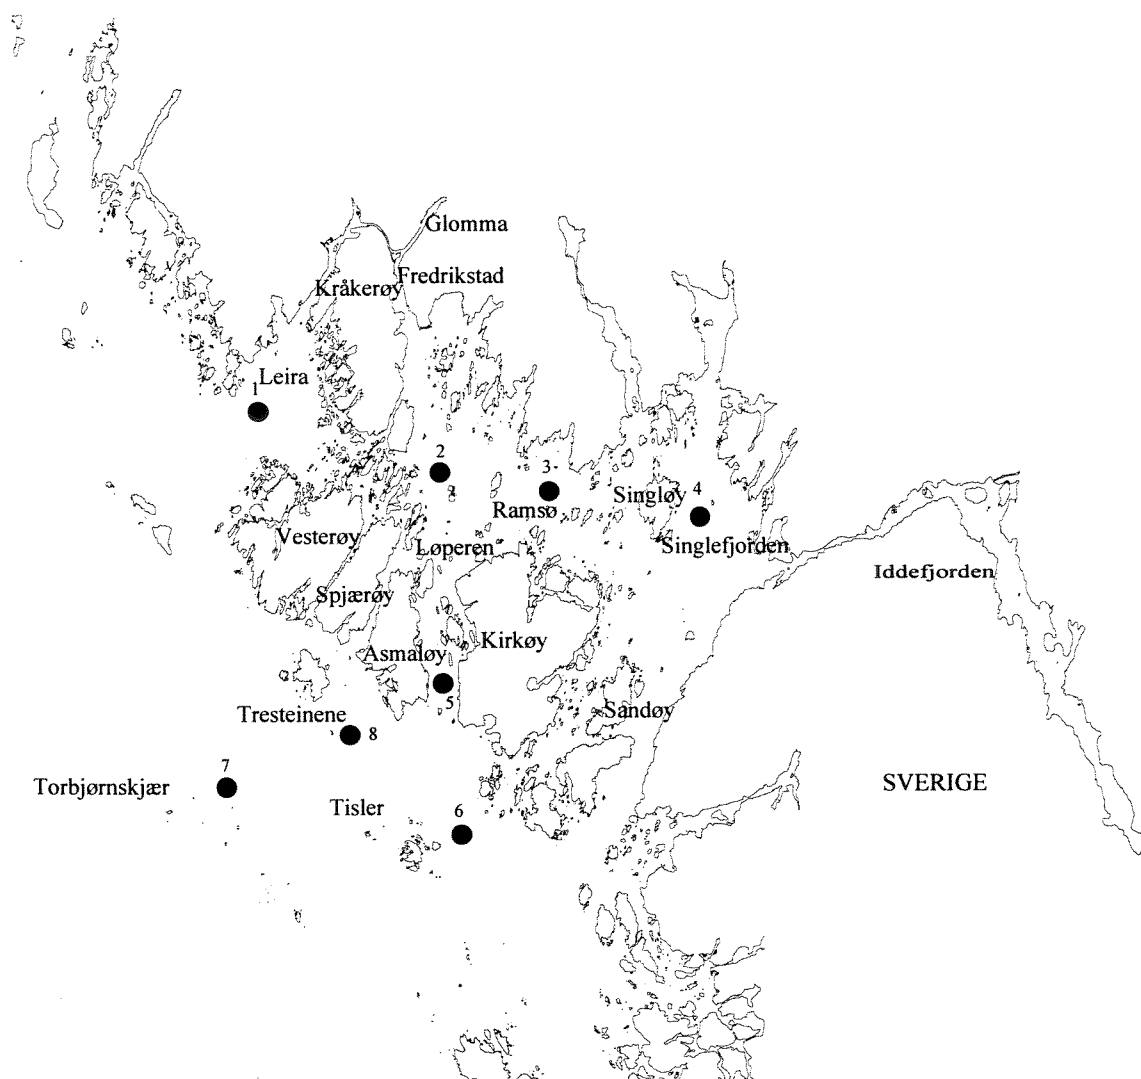 Glomma
Fredrikstad
Kråkerøy
Leira
1
2
3
Ramsø
Singløy
4
Singlefjorden
Iddefjorden
Vesterøy
Løperen
Spjærøy
Kirkøy
Asmaløy
5
Sandøy
Tresteinene
8
7
Torbjørnskjær
SVERIGE
Tisler
6